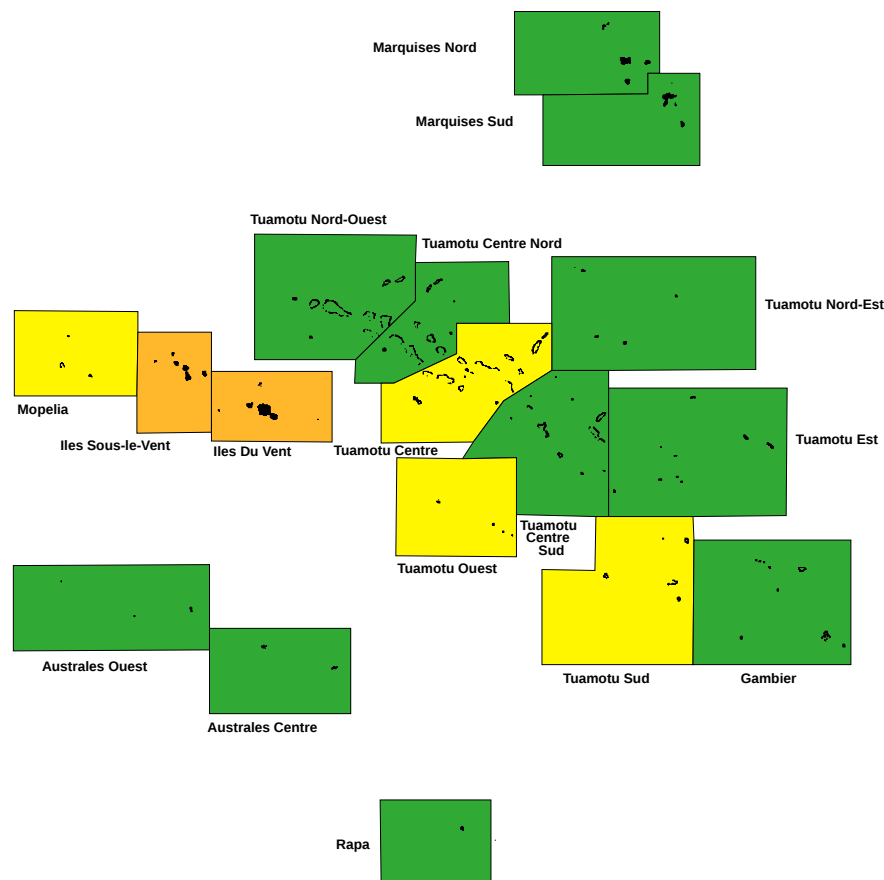 Marquises Nord
Marquises Sud
Tuamotu Nord-Ouest
Tuamotu Centre Nord
Tuamotu Nord-Est
Mopelia
Iles Sous-le-Vent
Iles Du Vent
Tuamotu Centre
Tuamotu Est
Tuamotu
Centre
Sud
Tuamotu Ouest
Australes Ouest
Tuamotu Sud
Gambier
Australes Centre
Rapa